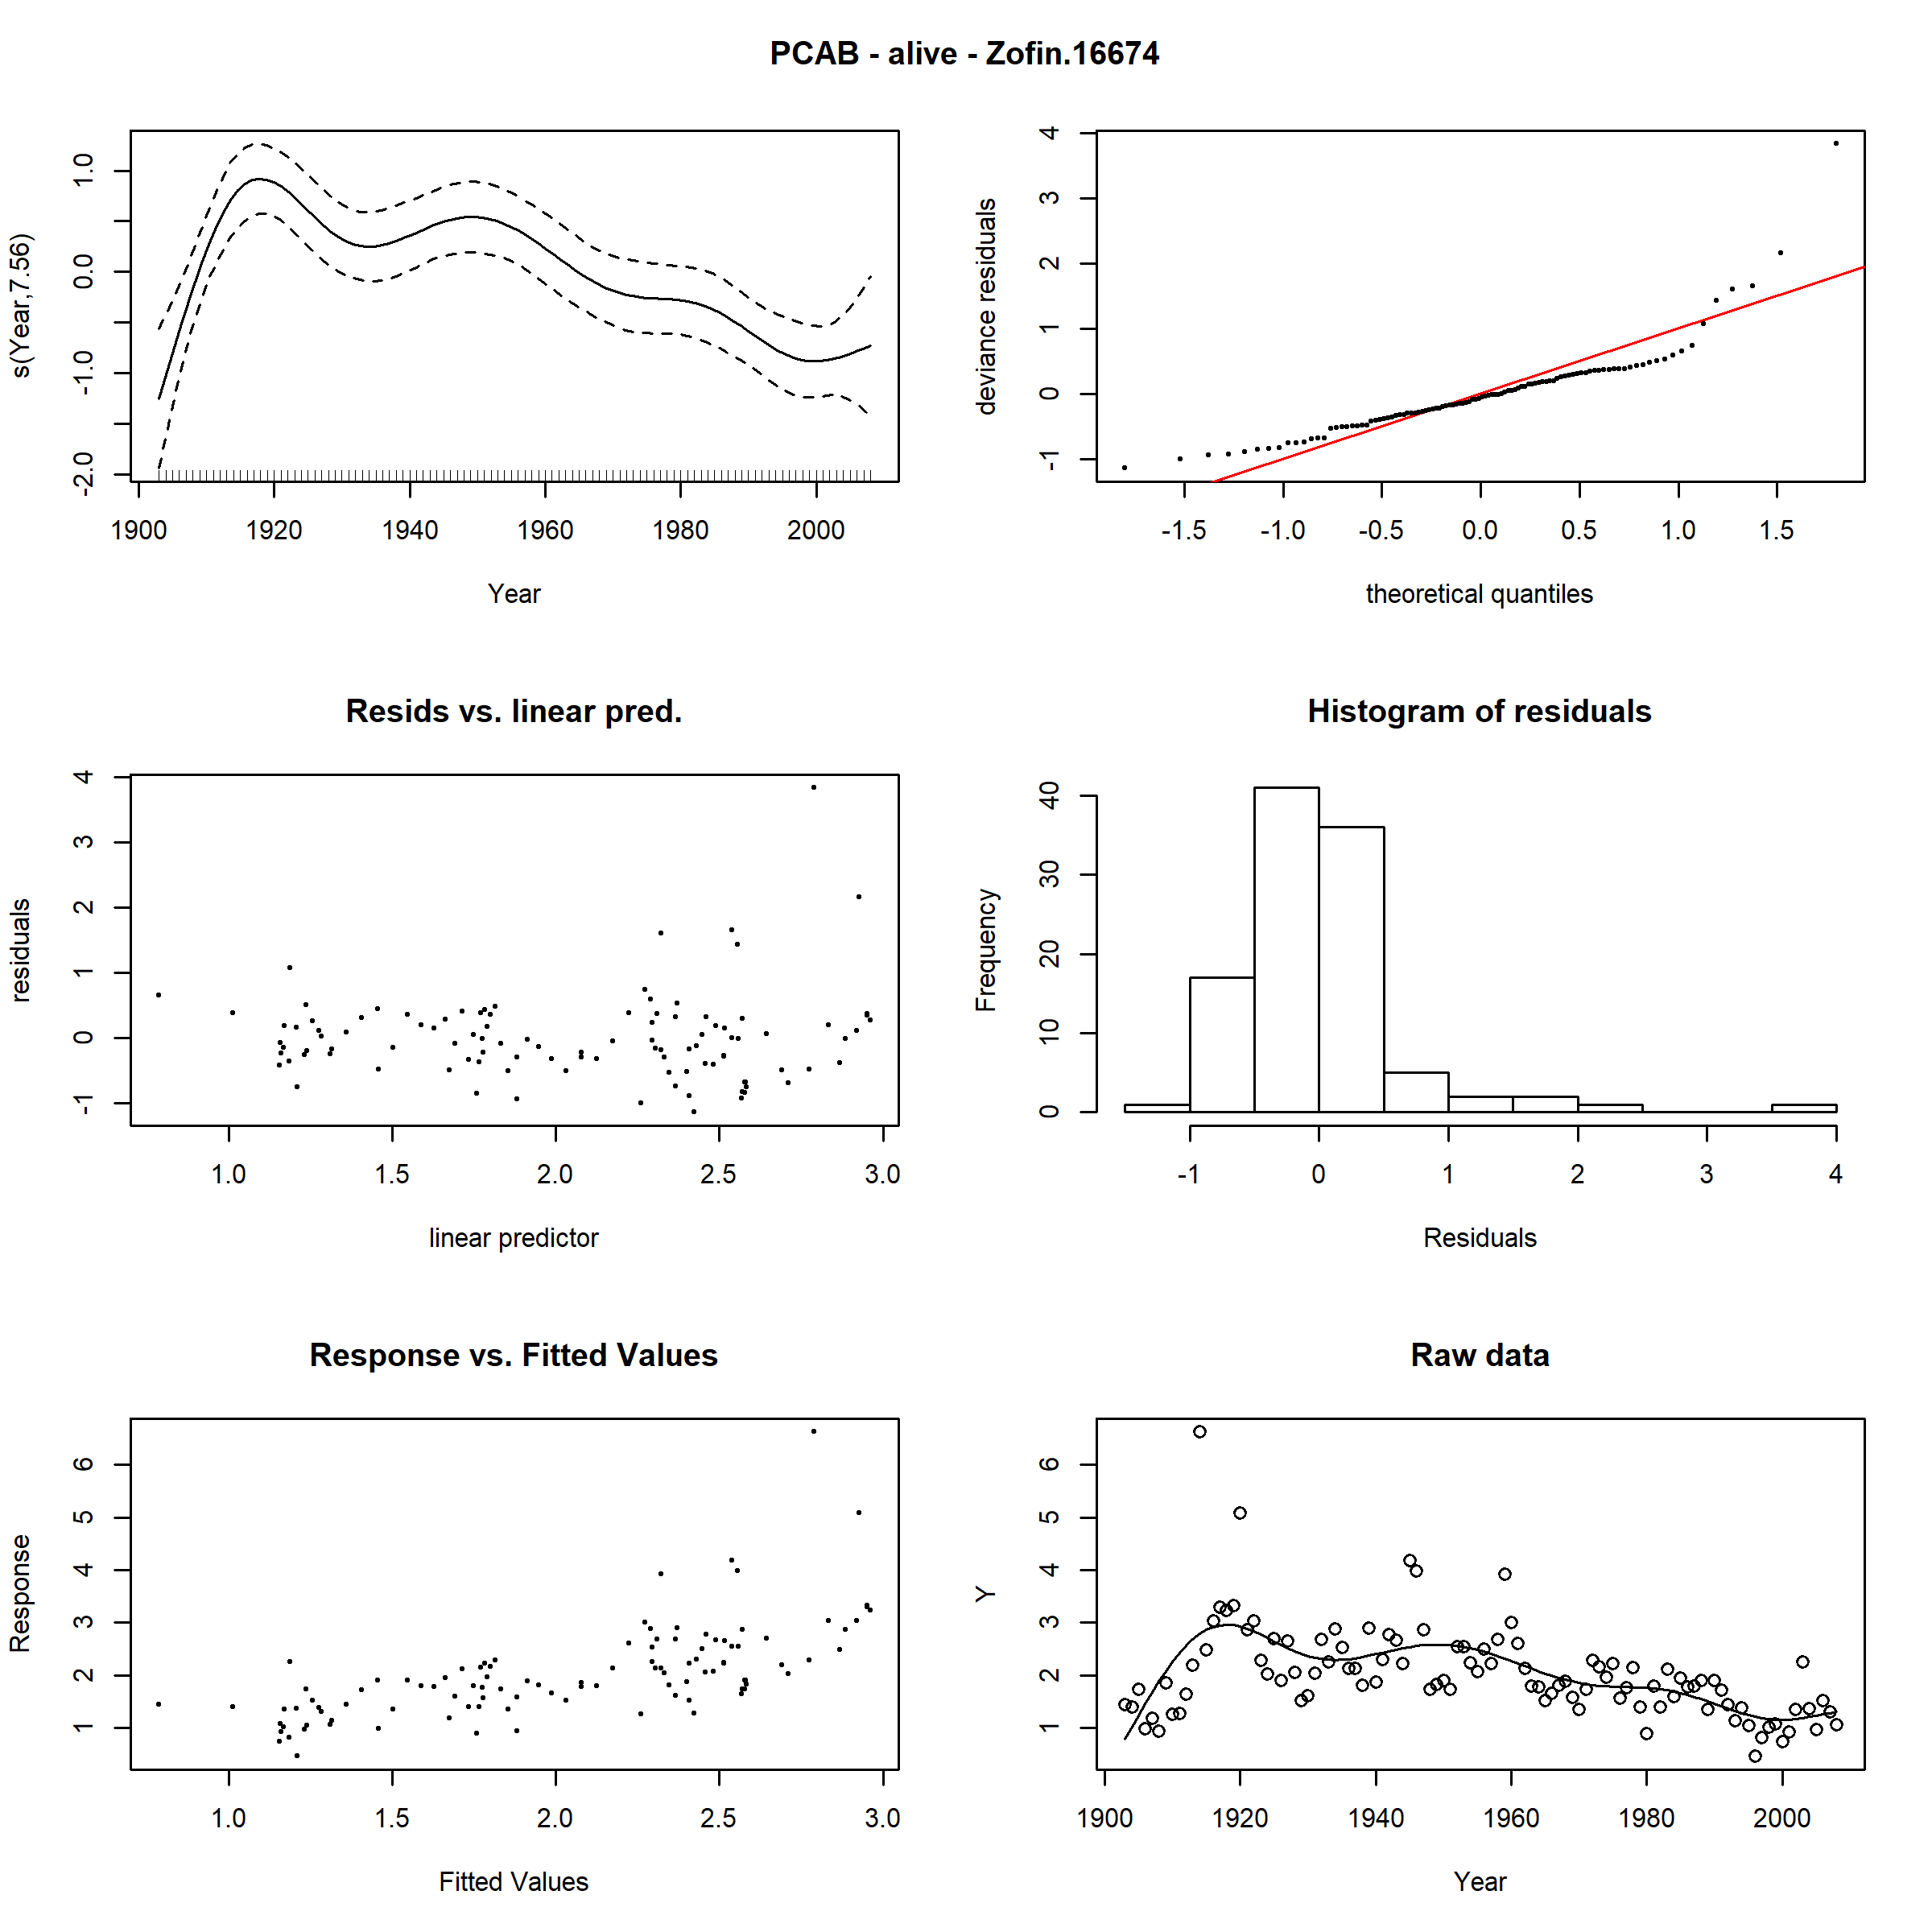 PCAB - alive - Zofin.16674
s(Year,7.56)
1.0
0.0
-1.0
-2.0
1900 1920 1940 1960 1980 2000
Year
deviance residuals
4
3
2
1
0
-1
-1.5 -1.0 -0.5 0.0 0.5 1.0 1.5
theoretical quantiles
Resids vs. linear pred.
residuals
4
3
2
1
0
-1
1.0 1.5 2.0 2.5 3.0
linear predictor
Histogram of residuals
Frequency
40
30
20
10
0
-1 0 1 2 3 4
Residuals
Response vs. Fitted Values
Response
6
5
4
3
2
1
1.0 1.5 2.0 2.5 3.0
Fitted Values
Raw data
Y
6
5
4
3
2
1
1900 1920 1940 1960 1980 2000
Year